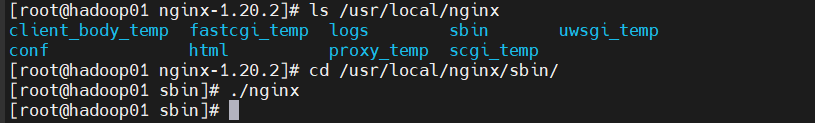 [root@hadoop01 nginx-1.20.2]# ls /usr/local/nginx
client_body_temp  fastcgi_temp  logs        sbin       uwsgi_temp
conf              html          proxy_temp  scgi_temp
[root@hadoop01 nginx-1.20.2]# cd /usr/local/nginx/sbin/
[root@hadoop01 sbin]# ./nginx
[root@hadoop01 sbin]#